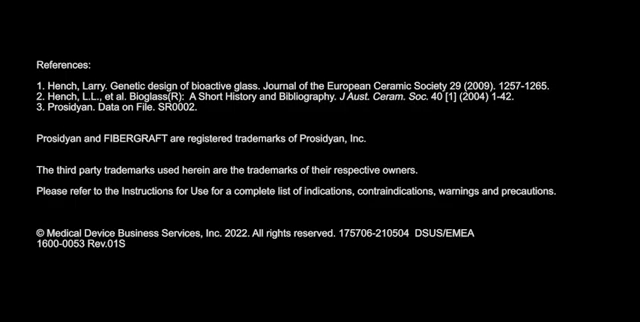 References:
1. Hench, Larry. Genetic design of bioactive glass. Journal of the European Ceramic Society 29 (2009). 1257-1265.
2. Hench, L.L., et al. Bioglass(R):  A Short History and Bibliography. J Aust. Ceram. Soc. 40 [1] (2004) 1-42.
3. Prosidyan. Data on File. SR0002.
Prosidyan and FIBERGRAFT are registered trademarks of Prosidyan, Inc.
The third party trademarks used herein are the trademarks of their respective owners.
Please refer to the Instructions for Use for a complete list of indications, contraindications, warnings and precautions.
© Medical Device Business Services, Inc. 2022. All rights reserved. 175706-210504  DSUS/EMEA
1600-0053 Rev.01S